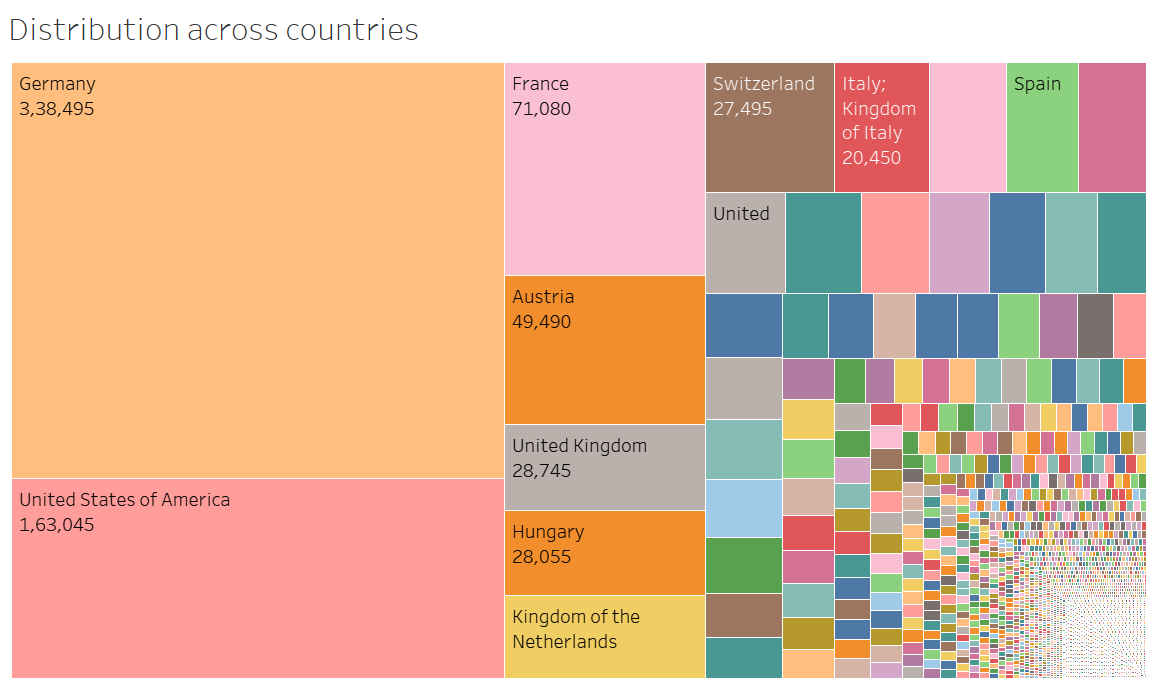 Distribution across countries
Germany
3,38,495
United States of America
1,63,045
France
71,080
Austria
49,490
United Kingdom
28,745
Hungary
28,055
Kingdom of the
Netherlands
Switzerland
27,495
Italy;
Kingdom
of Italy
20,450
Spain
United